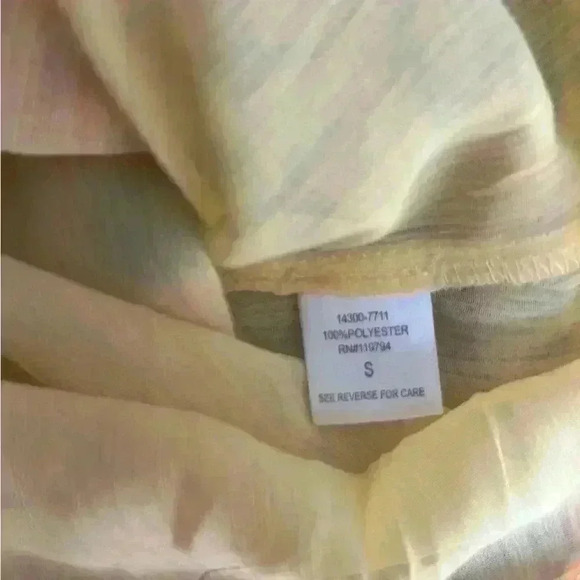 14300-7711
100%POLYESTER
RN#119794
S
SEE REVERSE FOR CARE